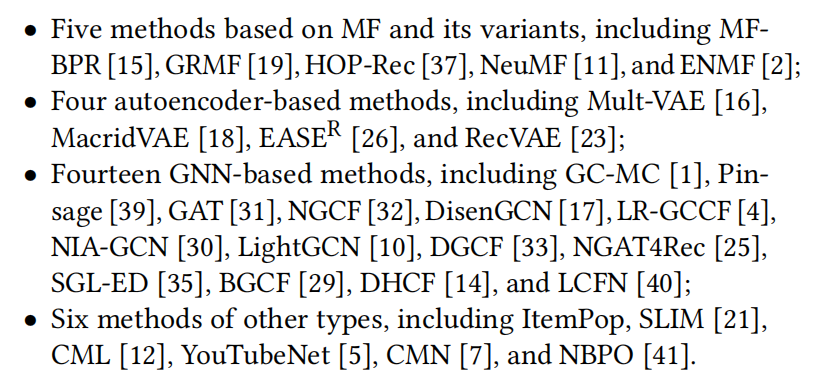 • Five methods based on MF and its variants, including MF-
BPR [15], GRMF [19], HOP-Rec [37], NeuMF [11], and ENMF [2];
• Four autoencoder-based methods, including Mult-VAE [16],
MacridVAE [18], EASEᴿ [26], and RecVAE [23];
• Fourteen GNN-based methods, including GC-MC [1], Pin-
sage [39], GAT [31], NGCF [32], DisenGCN [17], LR-GCCF [4],
NIA-GCN [30], LightGCN [10], DGCF [33], NGAT4Rec [25],
SGL-ED [35], BGCF [29], DHCF [14], and LCFN [40];
• Six methods of other types, including ItemPop, SLIM [21],
CML [12], YouTubeNet [5], CMN [7], and NBPO [41].